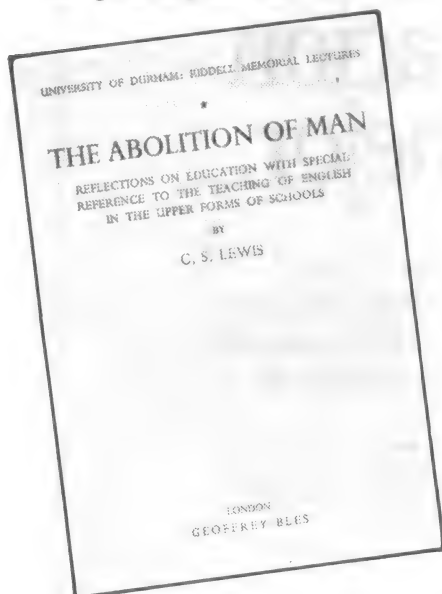 UNIVERSITY OF DURHAM: RIDDELL MEMORIAL LECTURES
★
THE ABOLITION OF MAN
REFLECTIONS ON EDUCATION WITH SPECIAL
REFERENCE TO THE TEACHING OF ENGLISH
IN THE UPPER FORMS OF SCHOOLS
BY
C. S. LEWIS
LONDON
GEOFFREY BLES